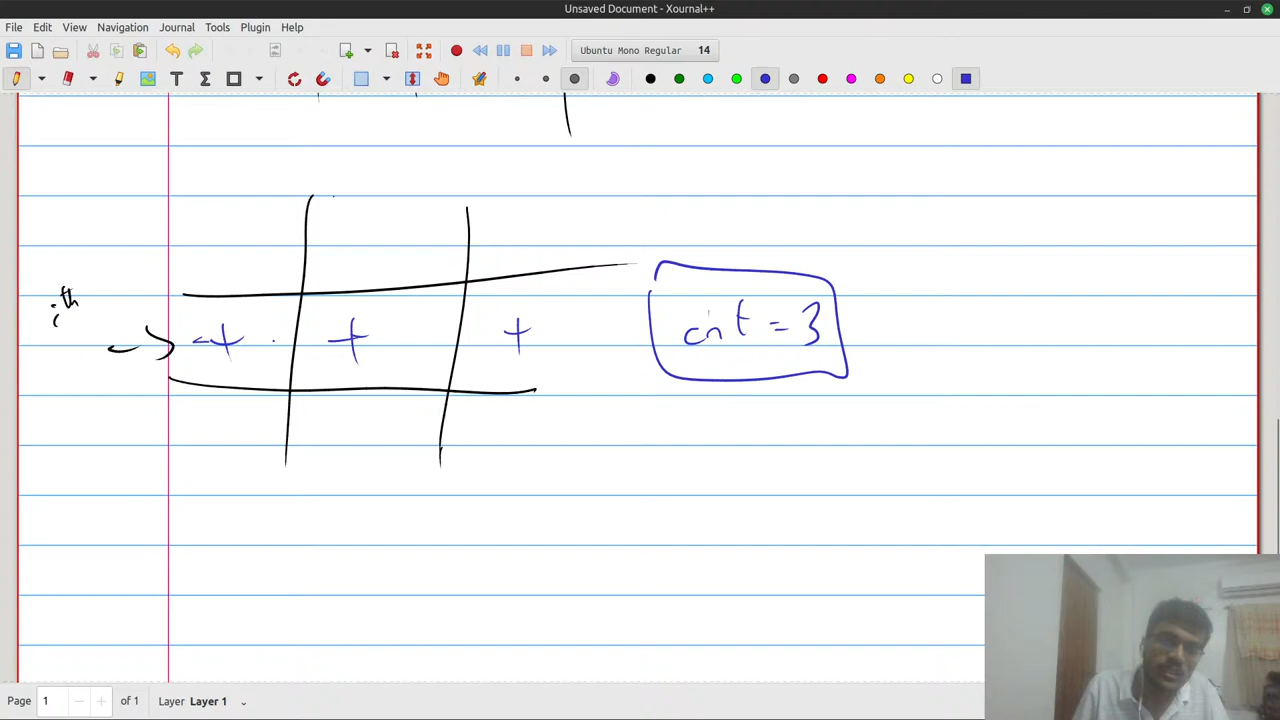 Unsaved Document - Xournal++
File Edit View Navigation Journal Tools Plugin Help
Ubuntu Mono Regular 14
ith
+ + +
cnt = 3
Page 1 of 1 Layer Layer 1